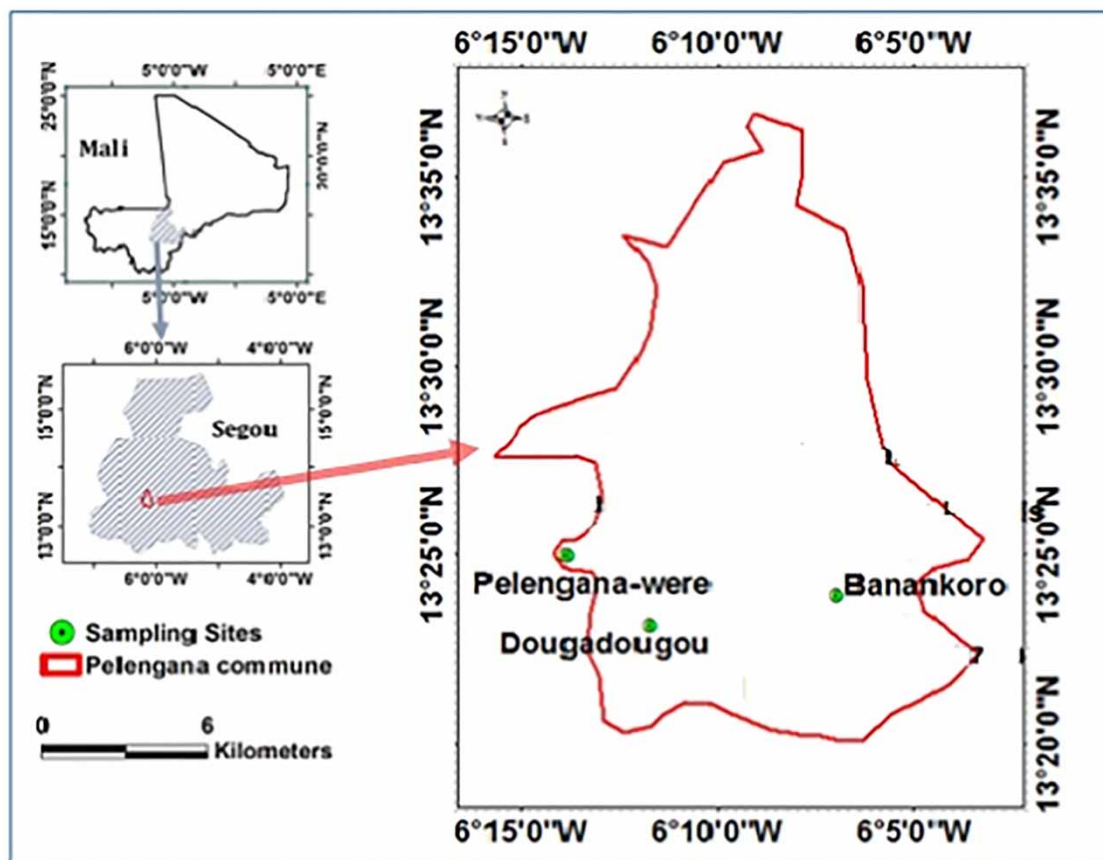 5°0'0"W 5°0'0"E
25°0'0"N
15°0'0"N
20°0'0"N
Mali
5°0'0"W 5°0'0"E
6°0'0"W 4°0'0"W
15°0'0"N
13°0'0"N
15°0'0"N
13°0'0"N
Segou
6°0'0"W 4°0'0"W
Sampling Sites
Pelengana commune
0 6
Kilometers
6°15'0"W 6°10'0"W 6°5'0"W
13°35'0"N
13°30'0"N
13°25'0"N
13°20'0"N
Pelengana-were
Banankoro
Dougadougou
13°35'0"N
13°30'0"N
13°25'0"N
13°20'0"N
6°15'0"W 6°10'0"W 6°5'0"W